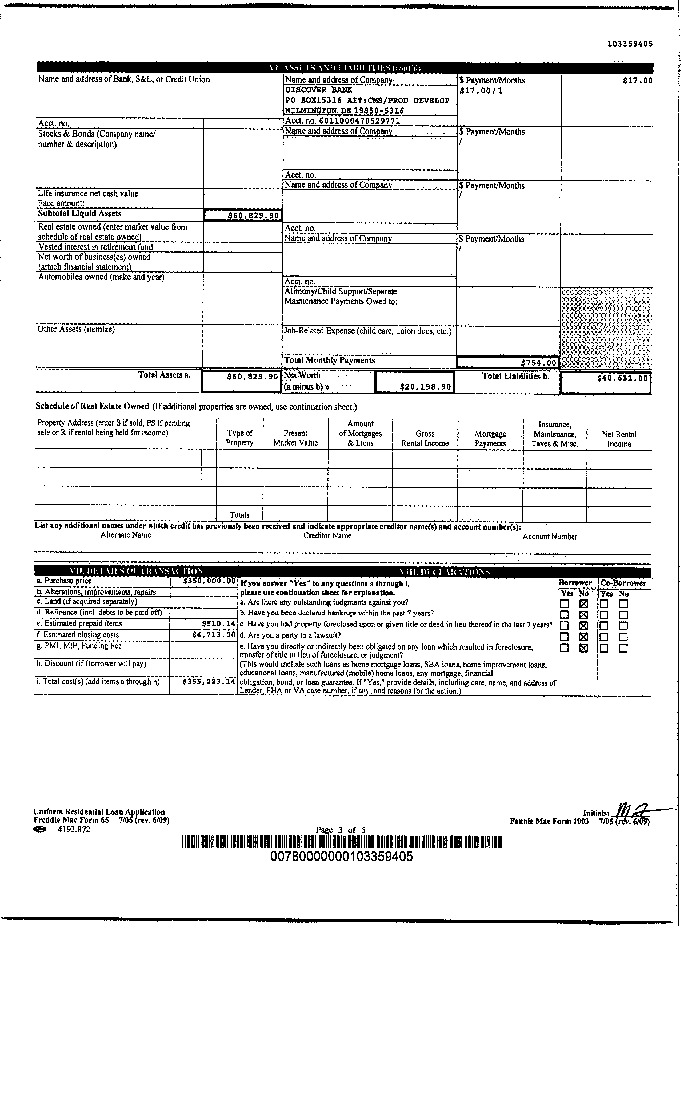 103359405
VI. ASSETS AND LIABILITIES (cont'd)
Name and address of Bank, S&L, or Credit Union
Name and address of Company
$ Payment/Months
$17.00
DISCOVER BANK
$17.00/1
PO BOX15316 ATT:CMS/PROD DEVELOP
WILMINGTON, DE 19850-5316
Acct. no.
Acct. no. 6011000470529771
Stocks & Bonds (Company name/
number & description)
Name and address of Company
$ Payment/Months
/
Acct. no.
Life insurance net cash value
Face amount:
Name and address of Company
$ Payment/Months
/
Subtotal Liquid Assets
$60,829.90
Real estate owned (enter market value from
schedule of real estate owned)
Acct. no.
Vested interest in retirement fund
Name and address of Company
$ Payment/Months
/
Net worth of business(es) owned
(attach financial statement)
Automobiles owned (make and year)
Acct. no.
Alimony/Child Support/Separate
Maintenance Payments Owed to:
Other Assets (itemize)
Job-Related Expense (child care, union dues, etc.)
Total Monthly Payments
$754.00
Total Assets a.
$60,829.90
Net Worth
(a minus b)
$20,198.90
Total Liabilities b.
$40,631.00
Schedule of Real Estate Owned (If additional properties are owned, use continuation sheet.)
Property Address (enter S if sold, PS if pending
sale or R if rental being held for income)
Type of
Property
Present
Market Value
Amount
of Mortgages
& Liens
Gross
Rental Income
Mortgage
Payments
Insurance,
Maintenance,
Taxes & Misc.
Net Rental
Income
Totals
List any additional names under which credit has previously been received and indicate appropriate creditor name(s) and account number(s):
Alternate Name
Creditor Name
Account Number
VII. DETAILS OF TRANSACTION
VIII. DECLARATIONS
a. Purchase price
$350,000.00
b. Alterations, improvements, repairs
c. Land (if acquired separately)
d. Refinance (incl. debts to be paid off)
e. Estimated prepaid items
$510.14
f. Estimated closing costs
$4,713.00
g. PMI, MIP, Funding Fee
h. Discount (if Borrower will pay)
i. Total cost(s) (add items a through h)
$355,223.14
If you answer "Yes" to any questions a through i,
please use continuation sheet for explanation.
Borrower
Co-Borrower
Yes No
Yes No
a. Are there any outstanding judgments against you?
b. Have you been declared bankrupt within the past 7 years?
c. Have you had property foreclosed upon or given title or deed in lieu thereof in the last 7 years?
d. Are you a party to a lawsuit?
e. Have you directly or indirectly been obligated on any loan which resulted in foreclosure,
transfer of title in lieu of foreclosure, or judgment?
(This would include such loans as home mortgage loans, SBA loans, home improvement loans,
educational loans, manufactured (mobile) home loans, any mortgage, financial
obligation, bond, or loan guarantee. If "Yes," provide details, including date, name, and address of
Lender, FHA or VA case number, if any, and reasons for the action.)
Uniform Residential Loan Application
Freddie Mac Form 65 7/05 (rev. 6/09)
4193.R72
Page 3 of 5
Initials:
Fannie Mae Form 1003 7/05 (rev. 6/09)
0078000000103359405